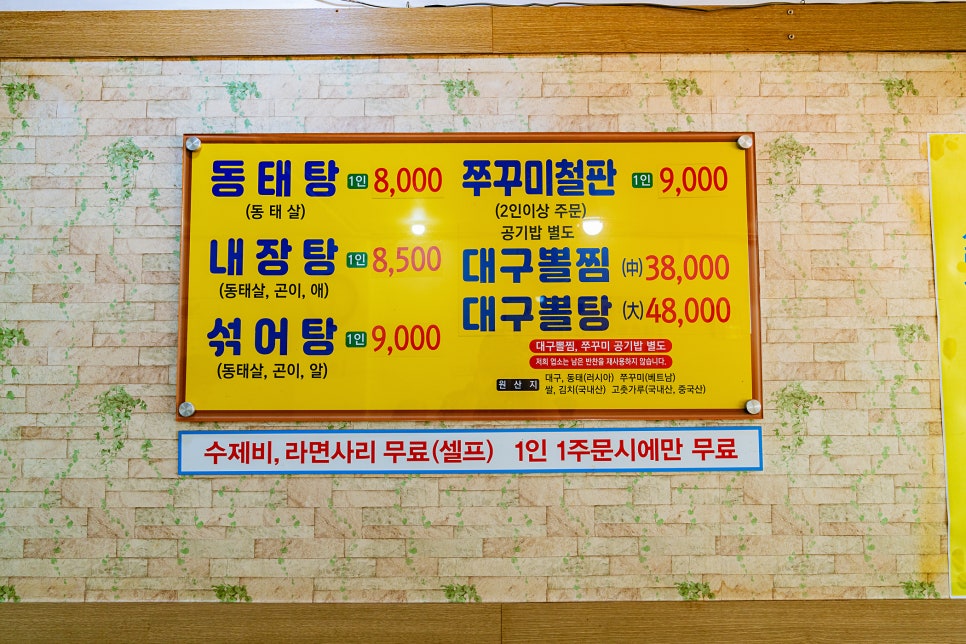 동태탕 1인 8,000
(동태살)
내장탕 1인 8,500
(동태살, 곤이, 애)
섞어탕 1인 9,000
(동태살, 곤이, 알)
쭈꾸미철판 1인 9,000
(2인이상 주문)
공기밥 별도
대구뽈찜 (中) 38,000
대구뽈탕 (大) 48,000
대구뽈찜, 쭈꾸미 공기밥 별도
저희 업소는 남은 반찬을 재사용하지 않습니다.
원산지 대구, 동태(러시아) 쭈꾸미(베트남)
쌀, 김치(국내산) 고춧가루(국내산, 중국산)
수제비, 라면사리 무료(셀프) 1인 1주문시에만 무료